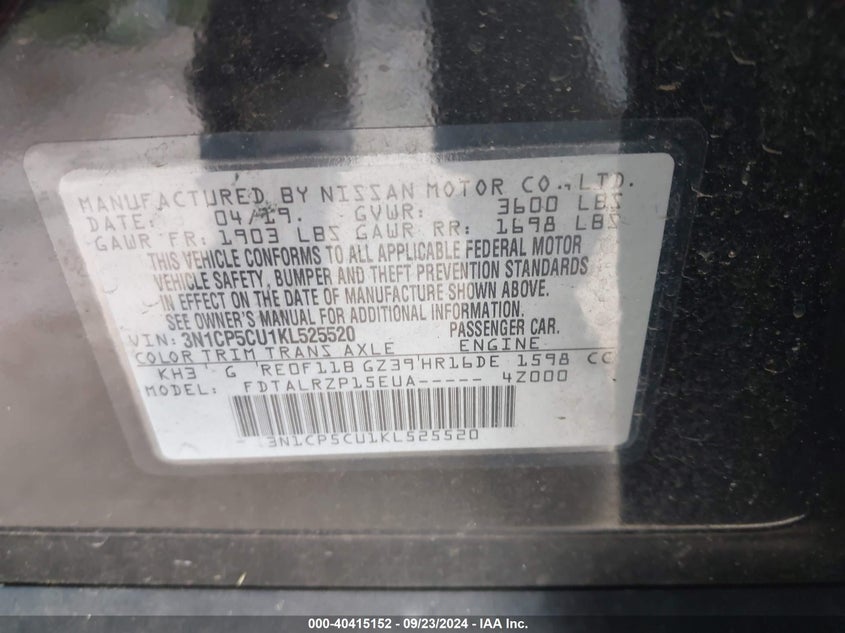 MANUFACTURED BY NISSAN MOTOR CO., LTD.
DATE: 04/19. GVWR: 3600 LBS
GAWR FR: 1903 LBS GAWR RR: 1698 LBS
THIS VEHICLE CONFORMS TO ALL APPLICABLE FEDERAL MOTOR
VEHICLE SAFETY, BUMPER AND THEFT PREVENTION STANDARDS
IN EFFECT ON THE DATE OF MANUFACTURE SHOWN ABOVE.
SEE OWNER'S MANUAL FOR ADDITIONAL INFORMATION.
VIN: 3N1CP5CU1KL525520 PASSENGER CAR.
COLOR TRIM TRANS AXLE ENGINE
KH3 G RE0F11B GZ39 HR16DE 1598 CC
MODEL: FDTALRZP15EUA----- 4Z000
3N1CP5CU1KL525520
000-40415152 - 09/23/2024 - IAA Inc.